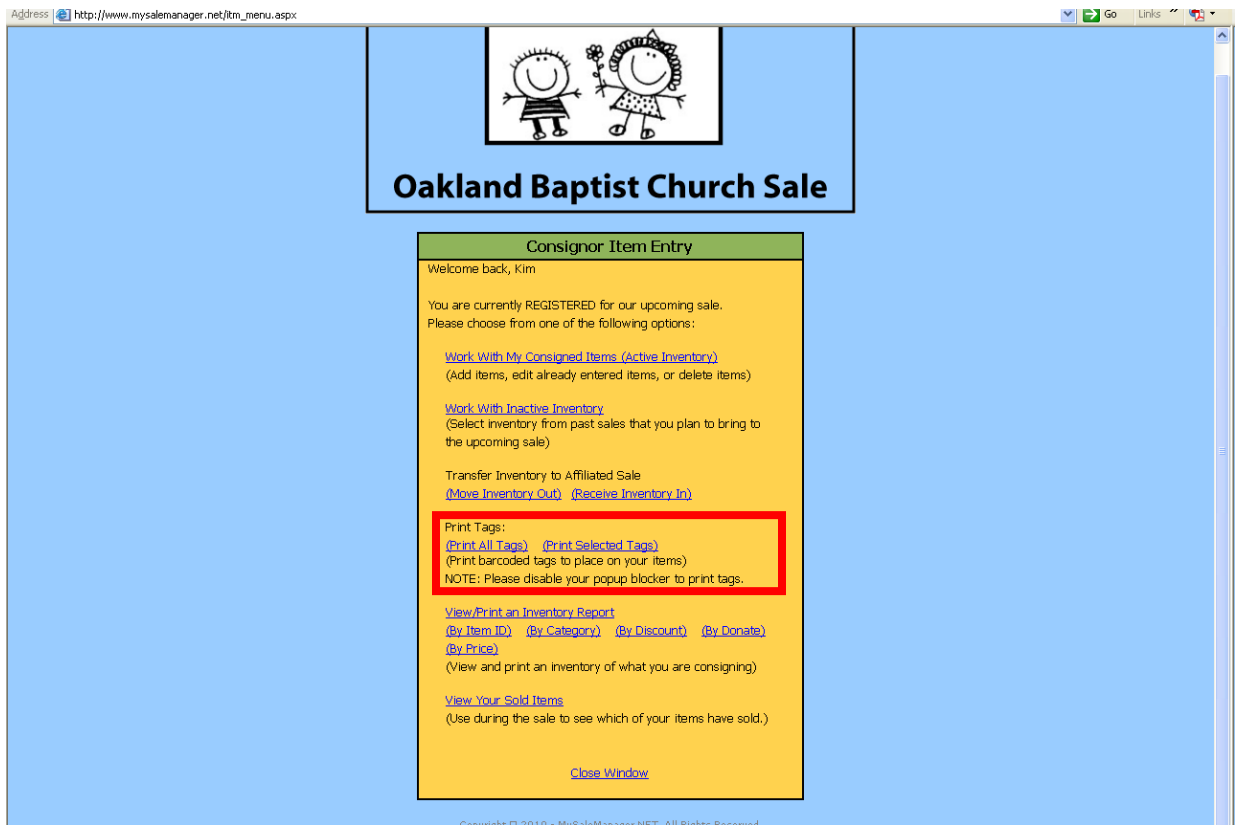 Address http://www.mysalemanager.net/itm_menu.aspx Go Links »
Oakland Baptist Church Sale
Consignor Item Entry
Welcome back, Kim
You are currently REGISTERED for our upcoming sale.
Please choose from one of the following options:
Work With My Consigned Items (Active Inventory)
(Add items, edit already entered items, or delete items)
Work With Inactive Inventory
(Select inventory from past sales that you plan to bring to
the upcoming sale)
Transfer Inventory to Affiliated Sale
(Move Inventory Out) (Receive Inventory In)
Print Tags:
(Print All Tags) (Print Selected Tags)
(Print barcoded tags to place on your items)
NOTE: Please disable your popup blocker to print tags.
View/Print an Inventory Report
(By Item ID) (By Category) (By Discount) (By Donate)
(By Price)
(View and print an inventory of what you are consigning)
View Your Sold Items
(Use during the sale to see which of your items have sold.)
Close Window
Copyright 2010 - MySaleManager.NET, All Rights Reserved